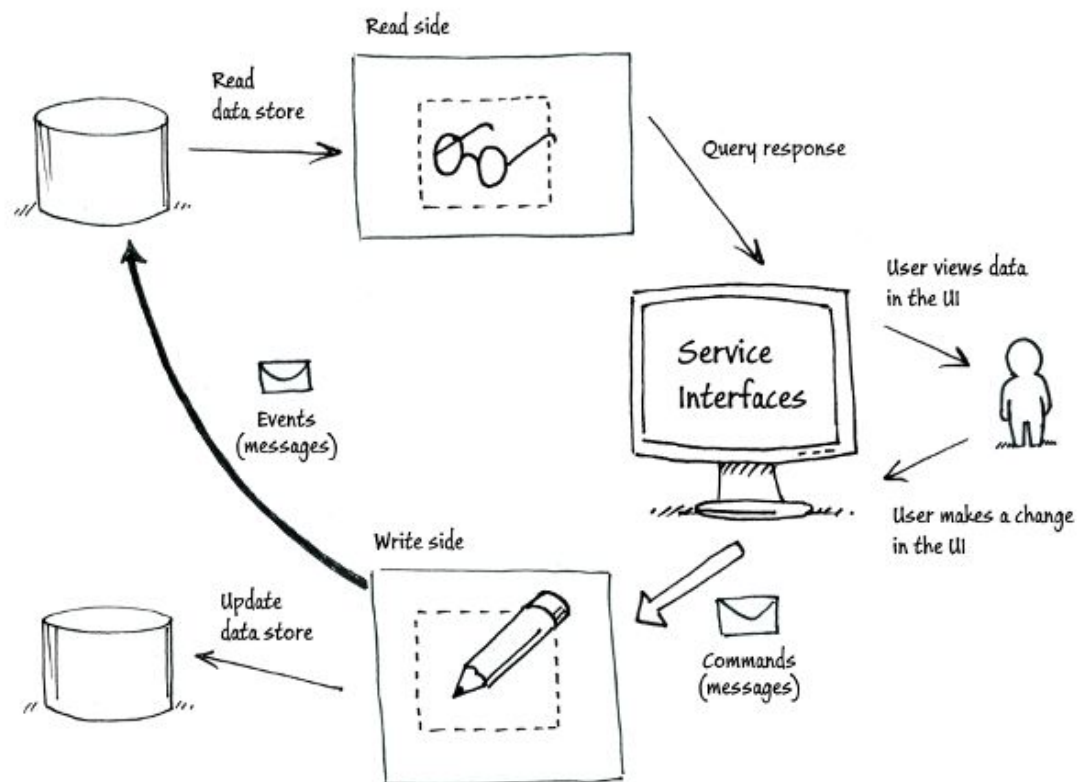 Read side
Read
data store
Query response
User views data
in the UI
Service
Interfaces
Events
(messages)
User makes a change
in the UI
Write side
Update
data store
Commands
(messages)